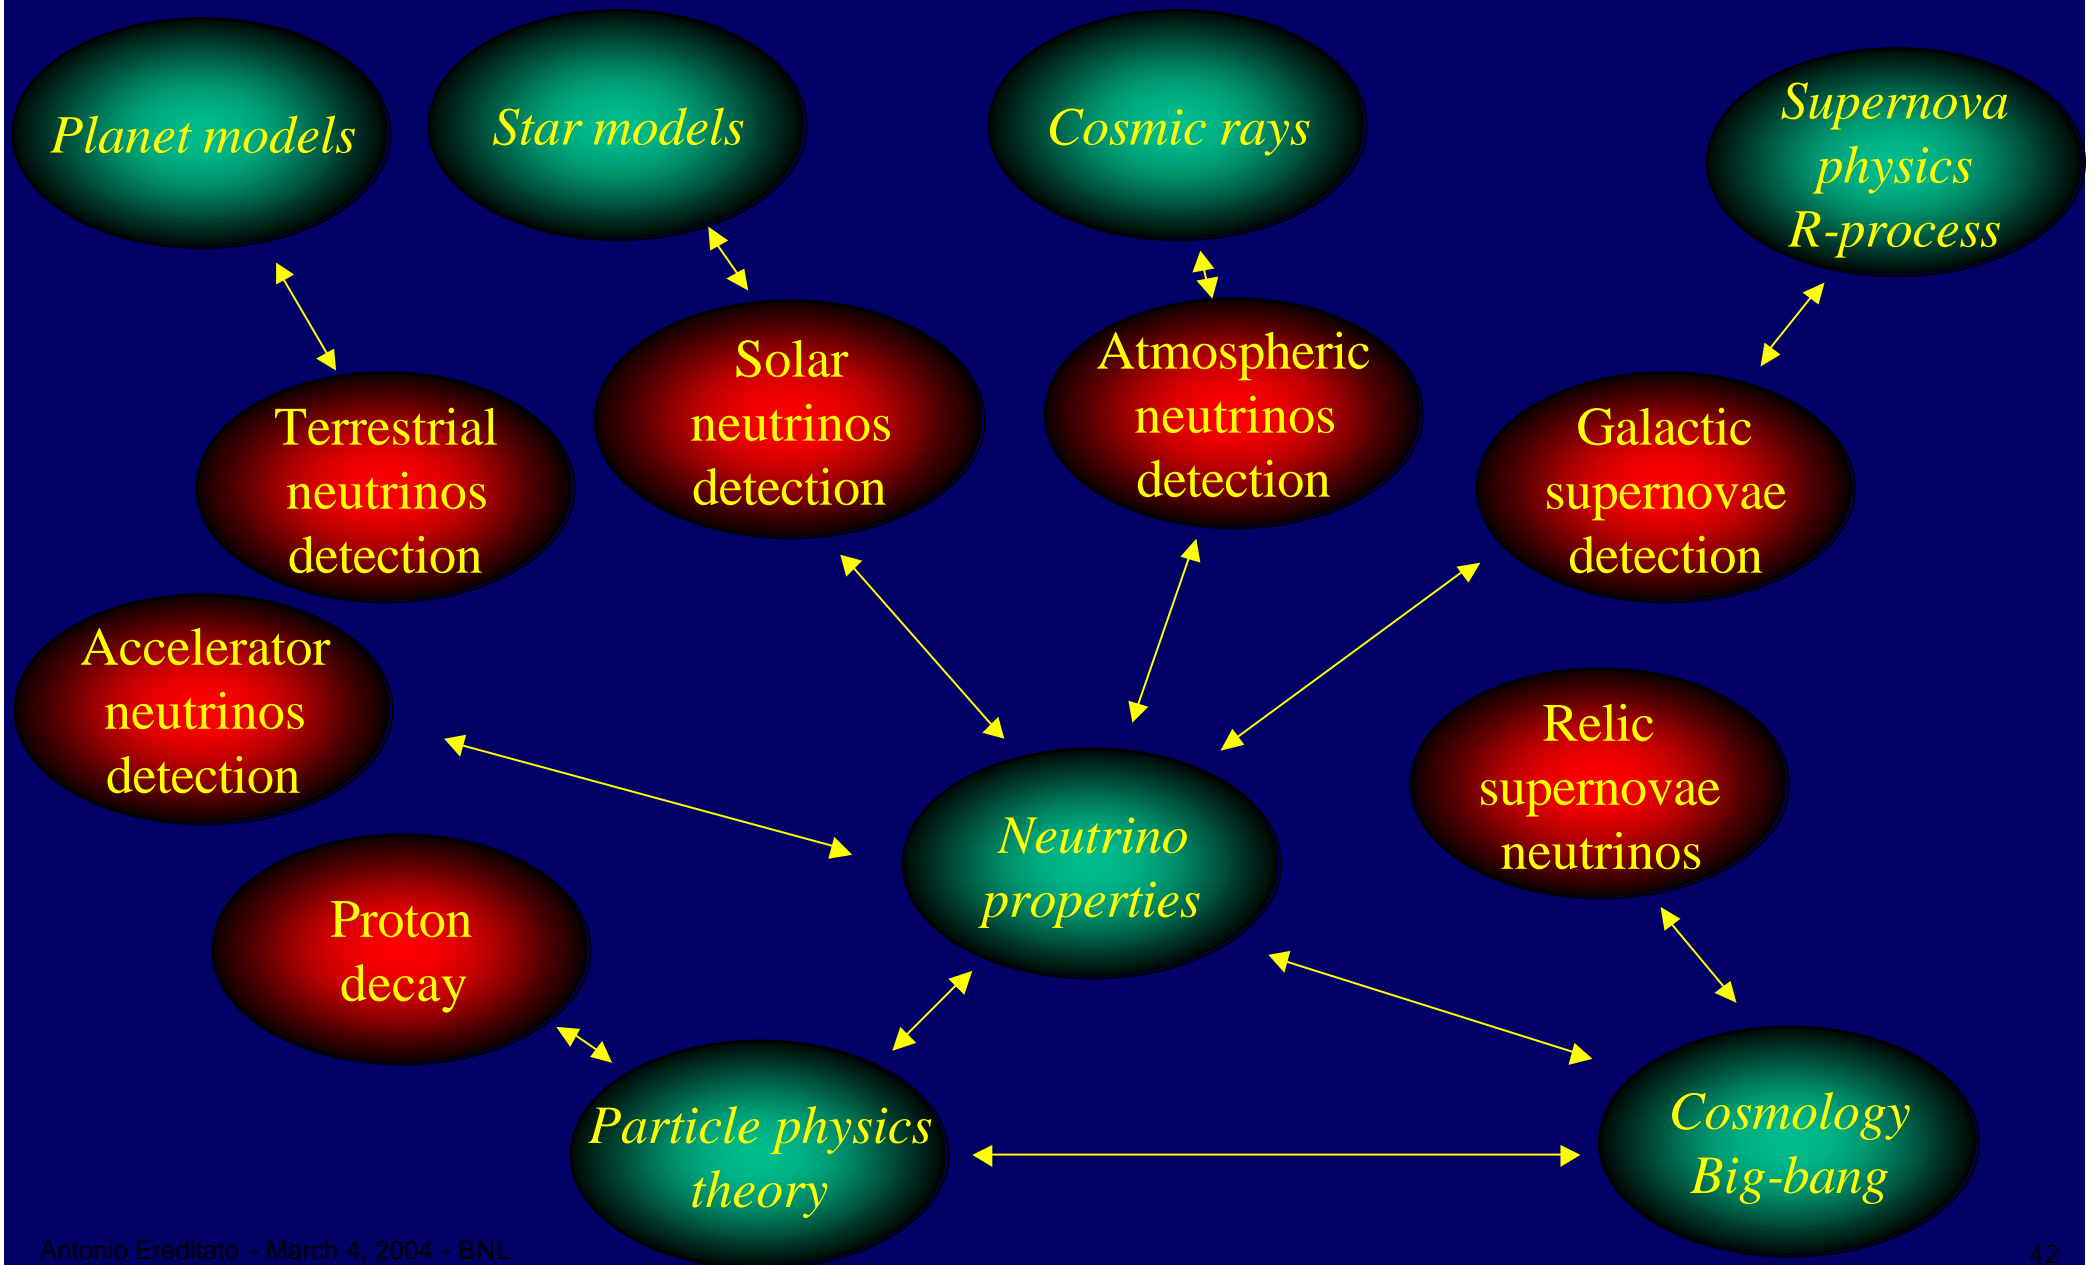 Planet models
Star models
Cosmic rays
Supernova
physics
R-process
Solar
neutrinos
detection
Atmospheric
neutrinos
detection
Terrestrial
neutrinos
detection
Galactic
supernovae
detection
Accelerator
neutrinos
detection
Relic
supernovae
neutrinos
Neutrino
properties
Proton
decay
Particle physics
theory
Cosmology
Big-bang
Antonio Ereditato - March 4, 2004 - BNL
42